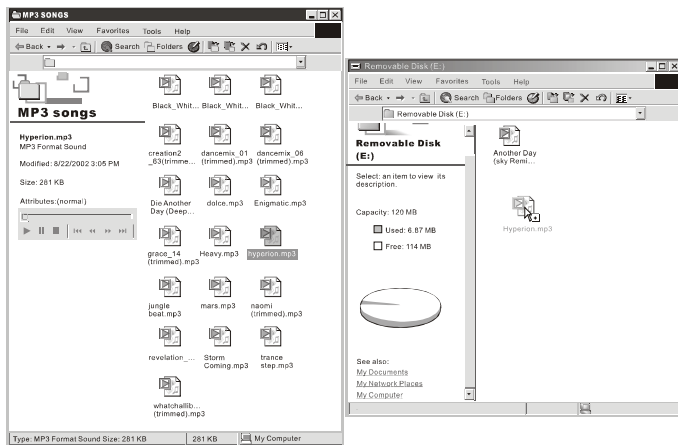 MP3 SONGS
File Edit View Favorites Tools Help
Back Search Folders
MP3 songs
Hyperion.mp3
MP3 Format Sound
Modified: 8/22/2002 3:05 PM
Size: 281 KB
Attributes:(normal)
Black_Whit... Black_Whit... Black_Whit...
creation2 dancemix_01 dancemix_06
_63(trimme... (trimmed).mp3 (trimmed).mp3
Die Another dolce.mp3 Enigmatic.mp3
Day (Deep...
grace_14 Heavy.mp3 hyperion.mp3
(trimmed).mp3
jungle mars.mp3 naomi
beat.mp3 (trimmed).mp3
revelation_... Storm trance
Coming.mp3 step.mp3
whatchallib...
(trimmed).mp3
Type: MP3 Format Sound Size: 281 KB 281 KB My Computer
Removable Disk (E:)
File Edit View Favorites Tools Help
Back Search Folders
Removable Disk (E:)
Removable Disk
(E:)
Select: an item to view its
description.
Capacity: 120 MB
Used: 6.87 MB
Free: 114 MB
See also:
My Documents
My Network Places
My Computer
Another Day
(sky Remi...
Hyperion.mp3